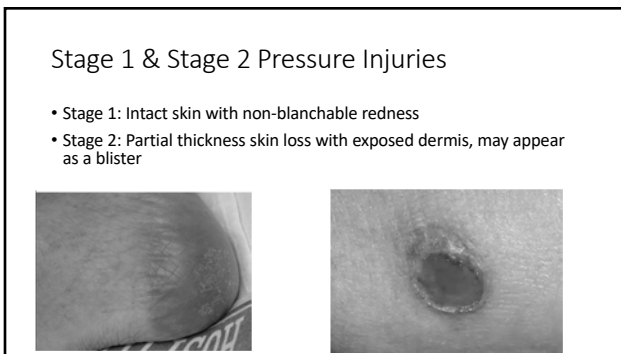 Stage 1 & Stage 2 Pressure Injuries
• Stage 1: Intact skin with non-blanchable redness
• Stage 2: Partial thickness skin loss with exposed dermis, may appear
as a blister